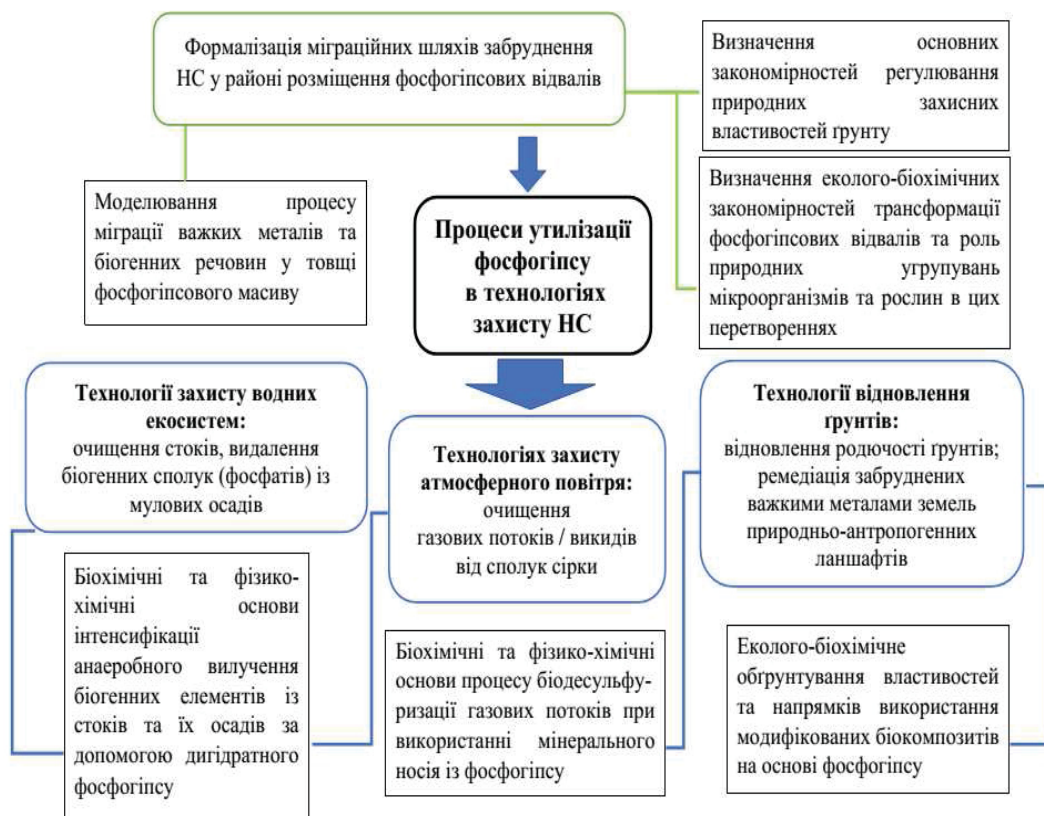 Формалізація міграційних шляхів забруднення
НС у районі розміщення фосфогіпсових відвалів
Визначення основних
закономірностей регулювання
природних захисних
властивостей ґрунту
Моделювання процесу
міграції важких металів та
біогенних речовин у товщі
фосфогіпсового масиву
Процеси утилізації
фосфогіпсу
в технологіях
захисту НС
Визначення еколого-біохімічних
закономірностей трансформації
фосфогіпсових відвалів та роль
природних угрупувань
мікроорганізмів та рослин в цих
перетвореннях
Технології захисту водних
екосистем:
очищення стоків, видалення
біогенних сполук (фосфатів) із
мулових осадів
Технологіях захисту
атмосферного повітря:
очищення
газових потоків / викидів
від сполук сірки
Технології відновлення
ґрунтів:
відновлення родючості ґрунтів;
ремедіація забруднених
важкими металами земель
природньо-антропогенних
ланшафтів
Біохімічні та фізико-
хімічні основи
інтенсифікації
анаеробного вилучення
біогенних елементів із
стоків та їх осадів за
допомогою дигідратного
фосфогіпсу
Біохімічні та фізико-хімічні
основи процесу біодесульфу-
ризації газових потоків при
використанні мінерального
носія із фосфогіпсу
Еколого-біохімічне
обґрунтування властивостей
та напрямків використання
модифікованих біокомпозитів
на основі фосфогіпсу